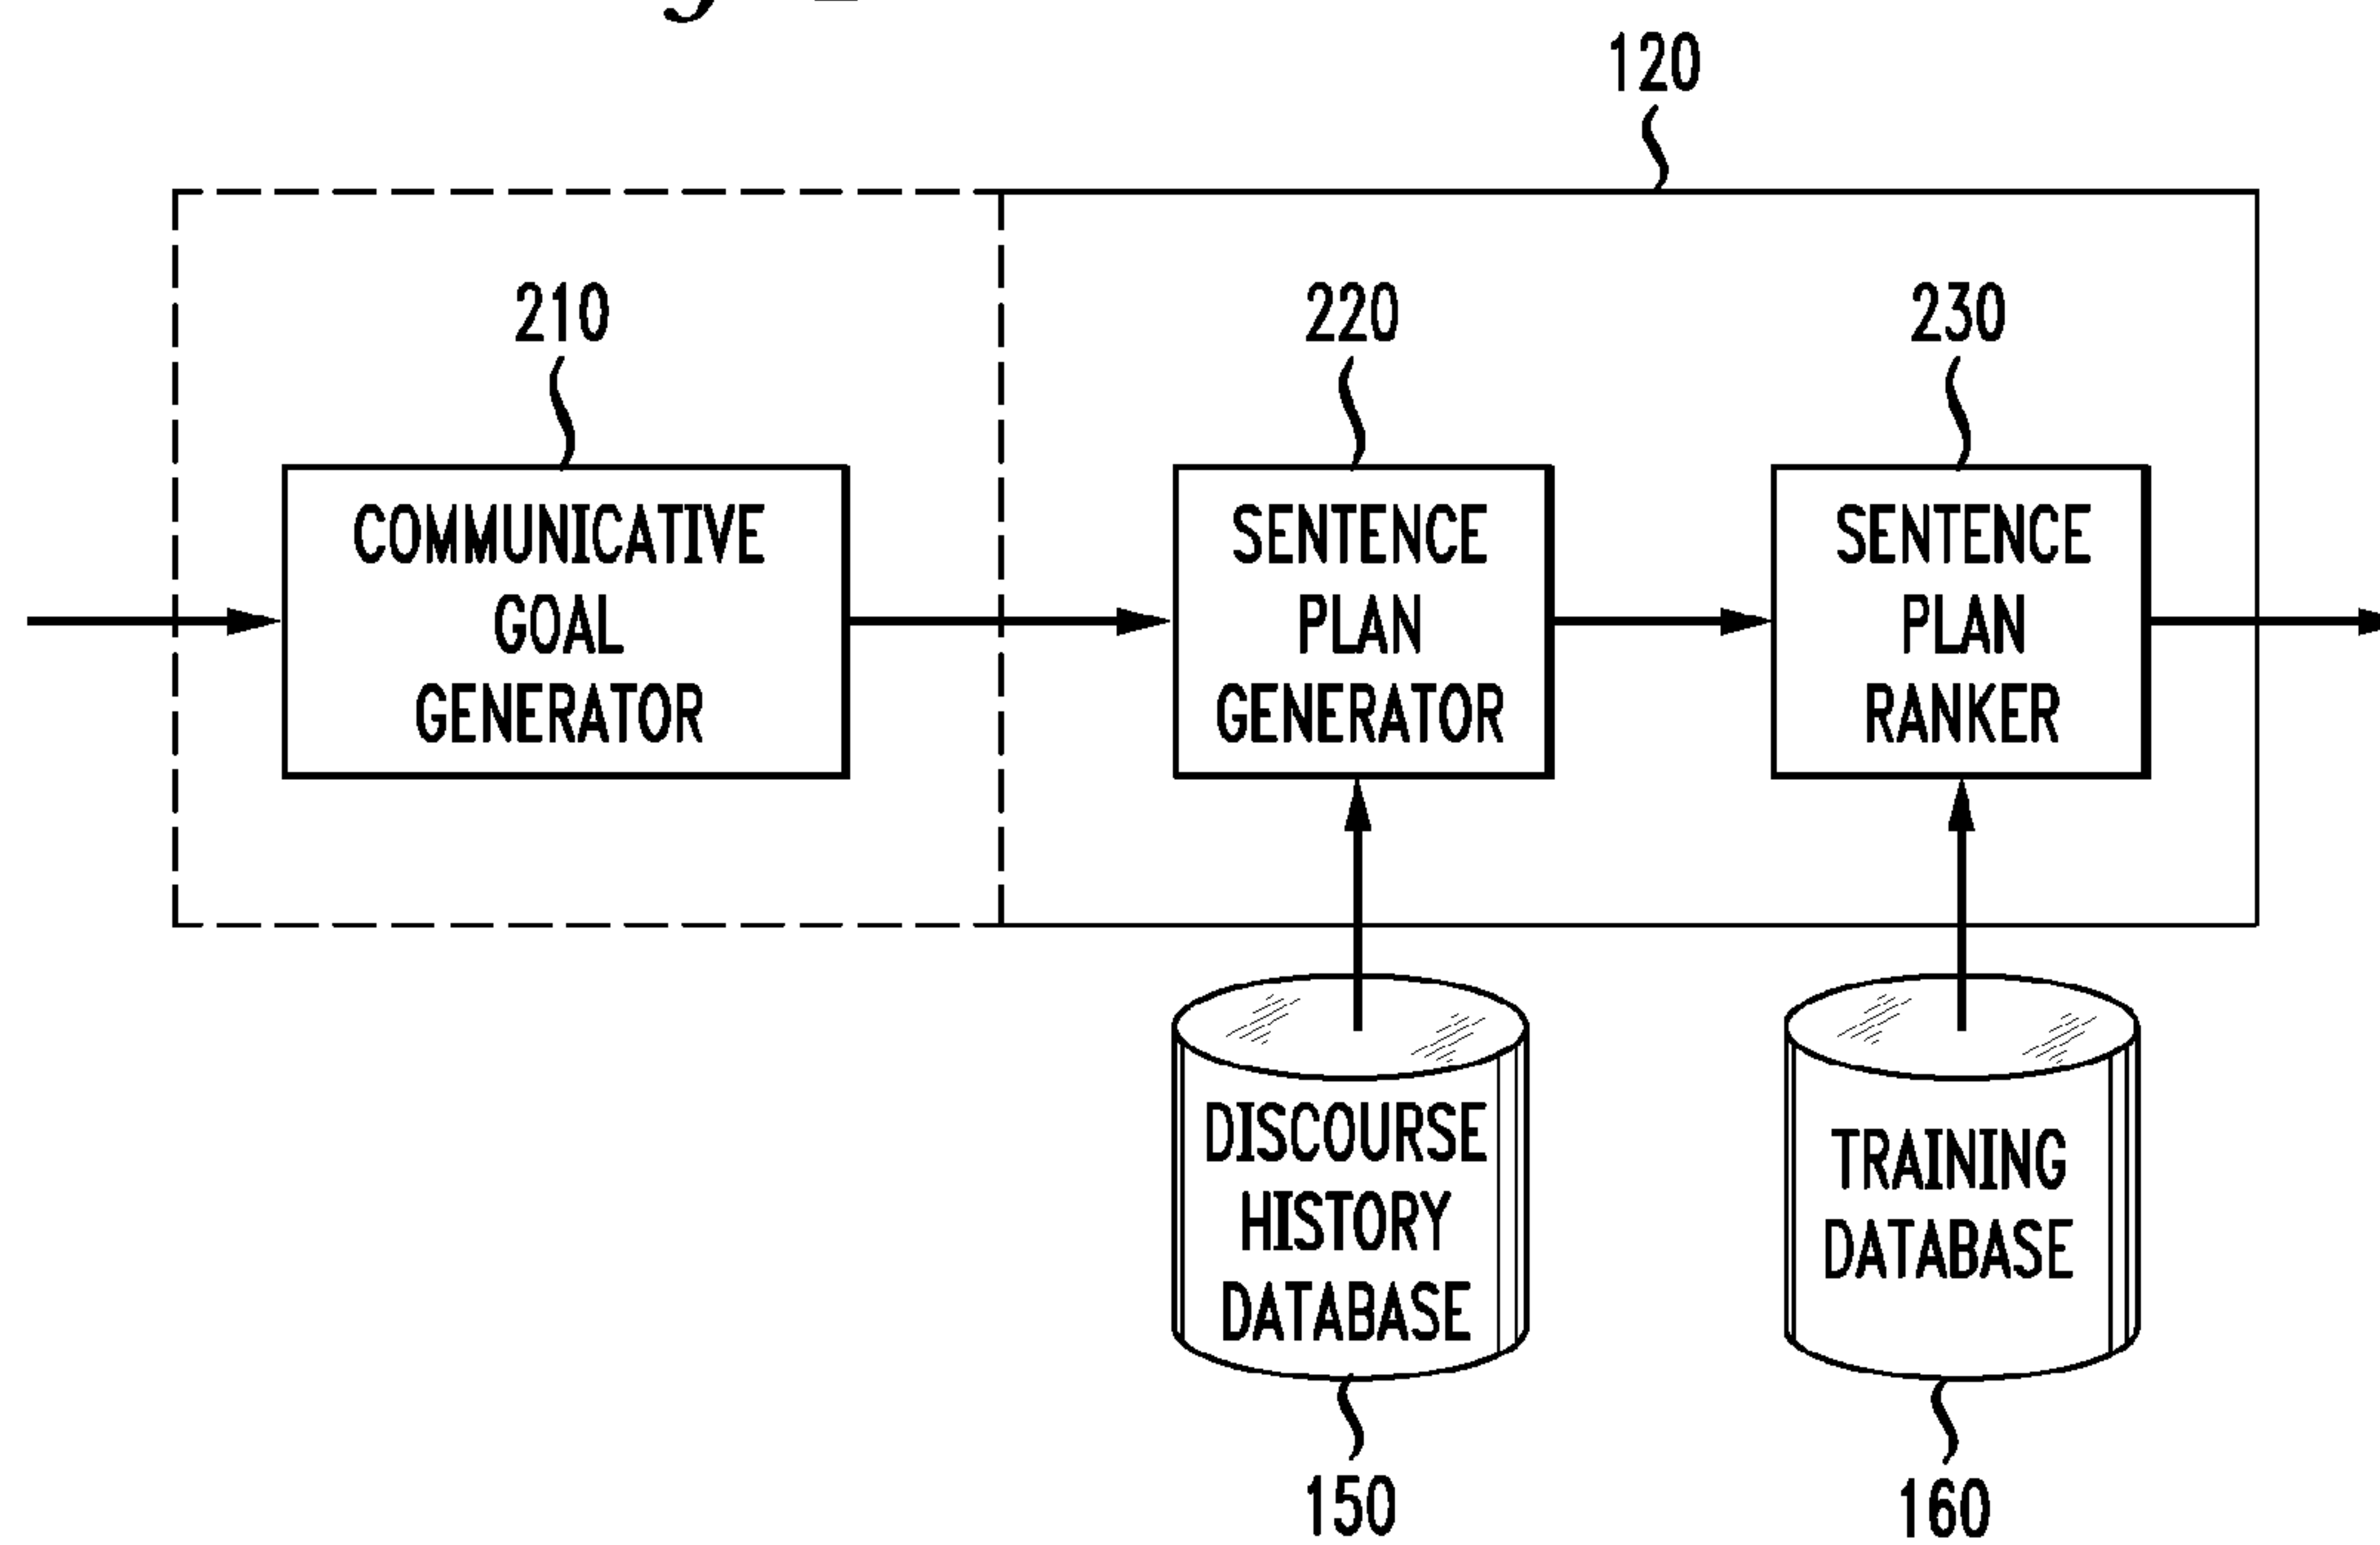 120
210
220
230
COMMUNICATIVE
GOAL
GENERATOR
SENTENCE
PLAN
GENERATOR
SENTENCE
PLAN
RANKER
DISCOURSE
HISTORY
DATABASE
TRAINING
DATABASE
150
160